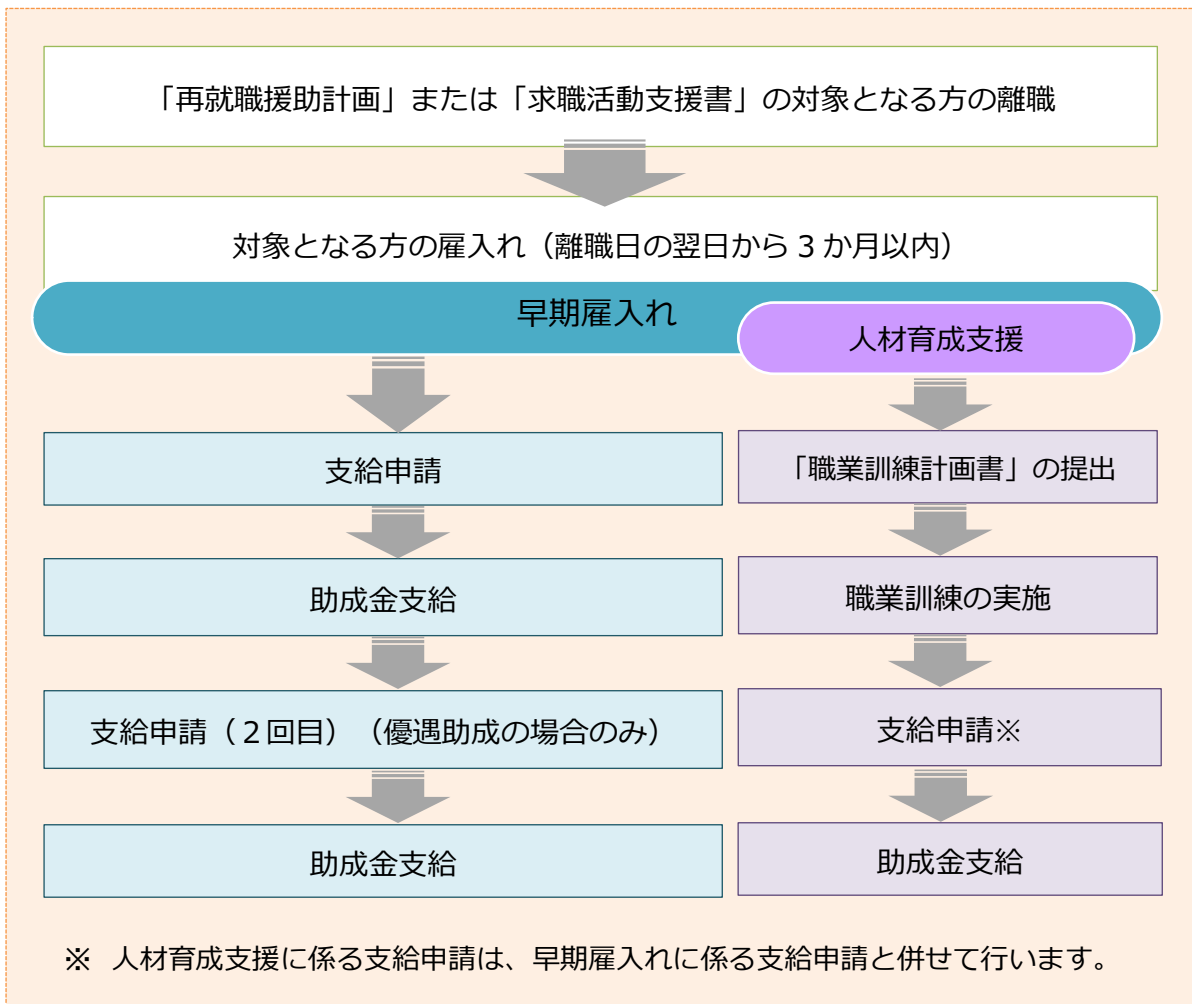 「再就職援助計画」または「求職活動支援書」の対象となる方の離職
対象となる方の雇入れ（離職日の翌日から３か月以内）
早期雇入れ
人材育成支援
支給申請
助成金支給
支給申請（２回目）（優遇助成の場合のみ）
助成金支給
「職業訓練計画書」の提出
職業訓練の実施
支給申請※
助成金支給
※　人材育成支援に係る支給申請は、早期雇入れに係る支給申請と併せて行います。